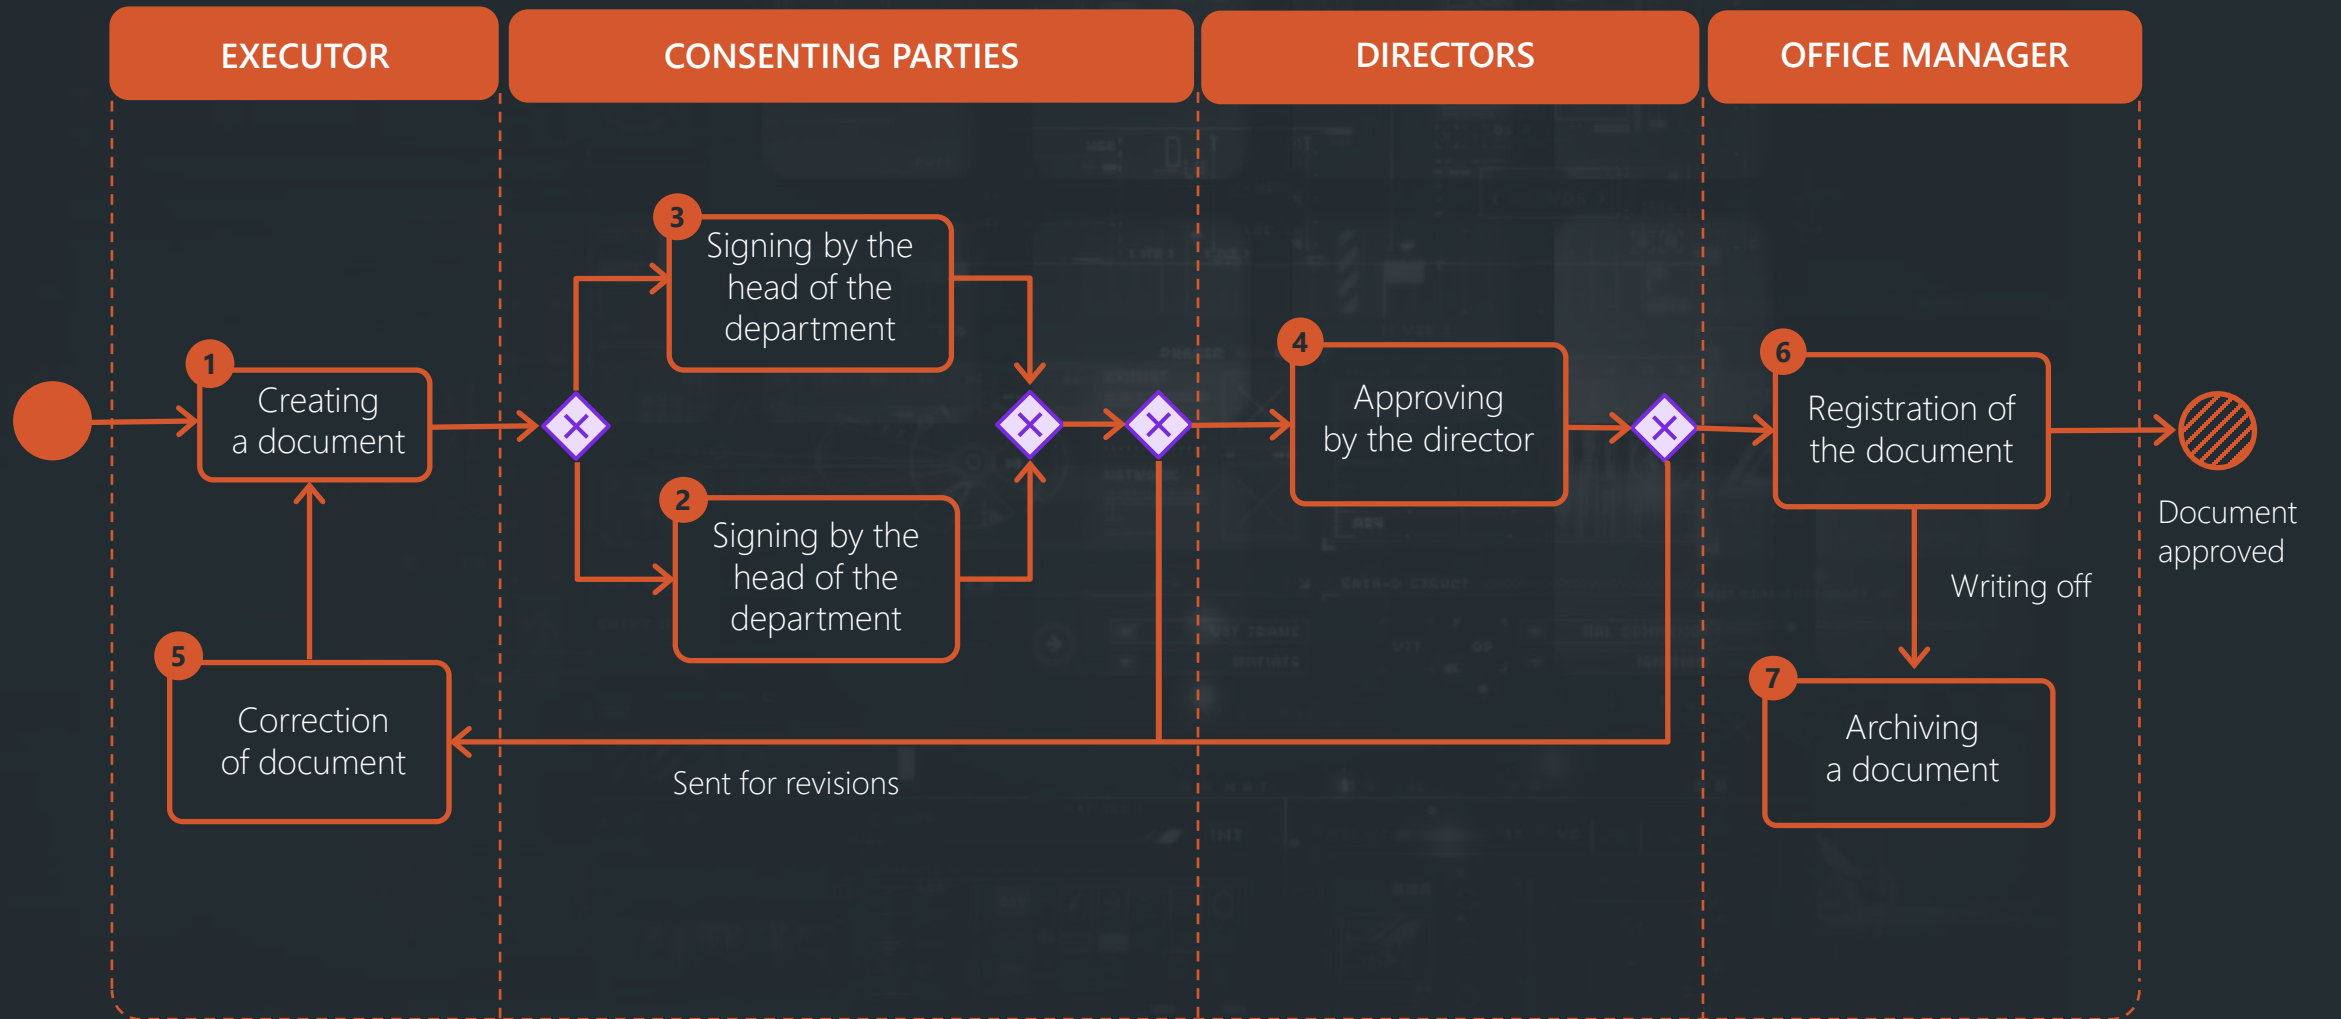 EXECUTOR
CONSENTING PARTIES
DIRECTORS
OFFICE MANAGER
3
Signing by the
head of the
department
1
Creating
a document
4
Approving
by the director
6
Registration of
the document
2
Signing by the
head of the
department
Document
approved
Writing off
5
Correction
of document
7
Archiving
a document
Sent for revisions